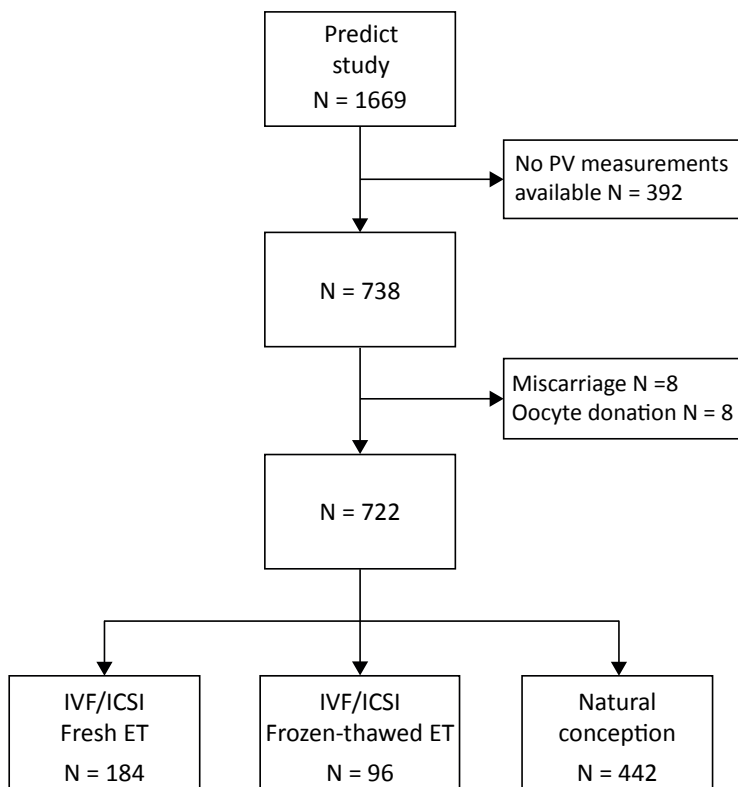 Predict
study
N = 1669
No PV measurements
available N = 392
N = 738
Miscarriage N =8
Oocyte donation N = 8
N = 722
IVF/ICSI
Fresh ET
N = 184
IVF/ICSI
Frozen-thawed ET
N = 96
Natural
conception
N = 442